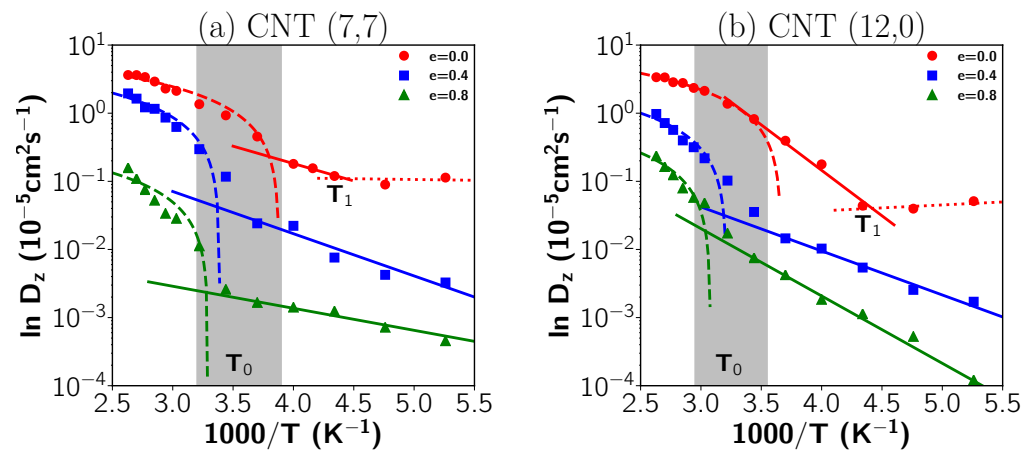 (a) CNT (7,7)
ln D_z (10^{-5}cm^2s^{-1})
10^1
10^0
10^{-1}
10^{-2}
10^{-3}
10^{-4}
e=0.0
e=0.4
e=0.8
T_1
T_0
2.5 3.0 3.5 4.0 4.5 5.0 5.5
1000/T (K^{-1})
(b) CNT (12,0)
ln D_z (10^{-5}cm^2s^{-1})
10^1
10^0
10^{-1}
10^{-2}
10^{-3}
10^{-4}
e=0.0
e=0.4
e=0.8
T_1
T_0
2.5 3.0 3.5 4.0 4.5 5.0 5.5
1000/T (K^{-1})